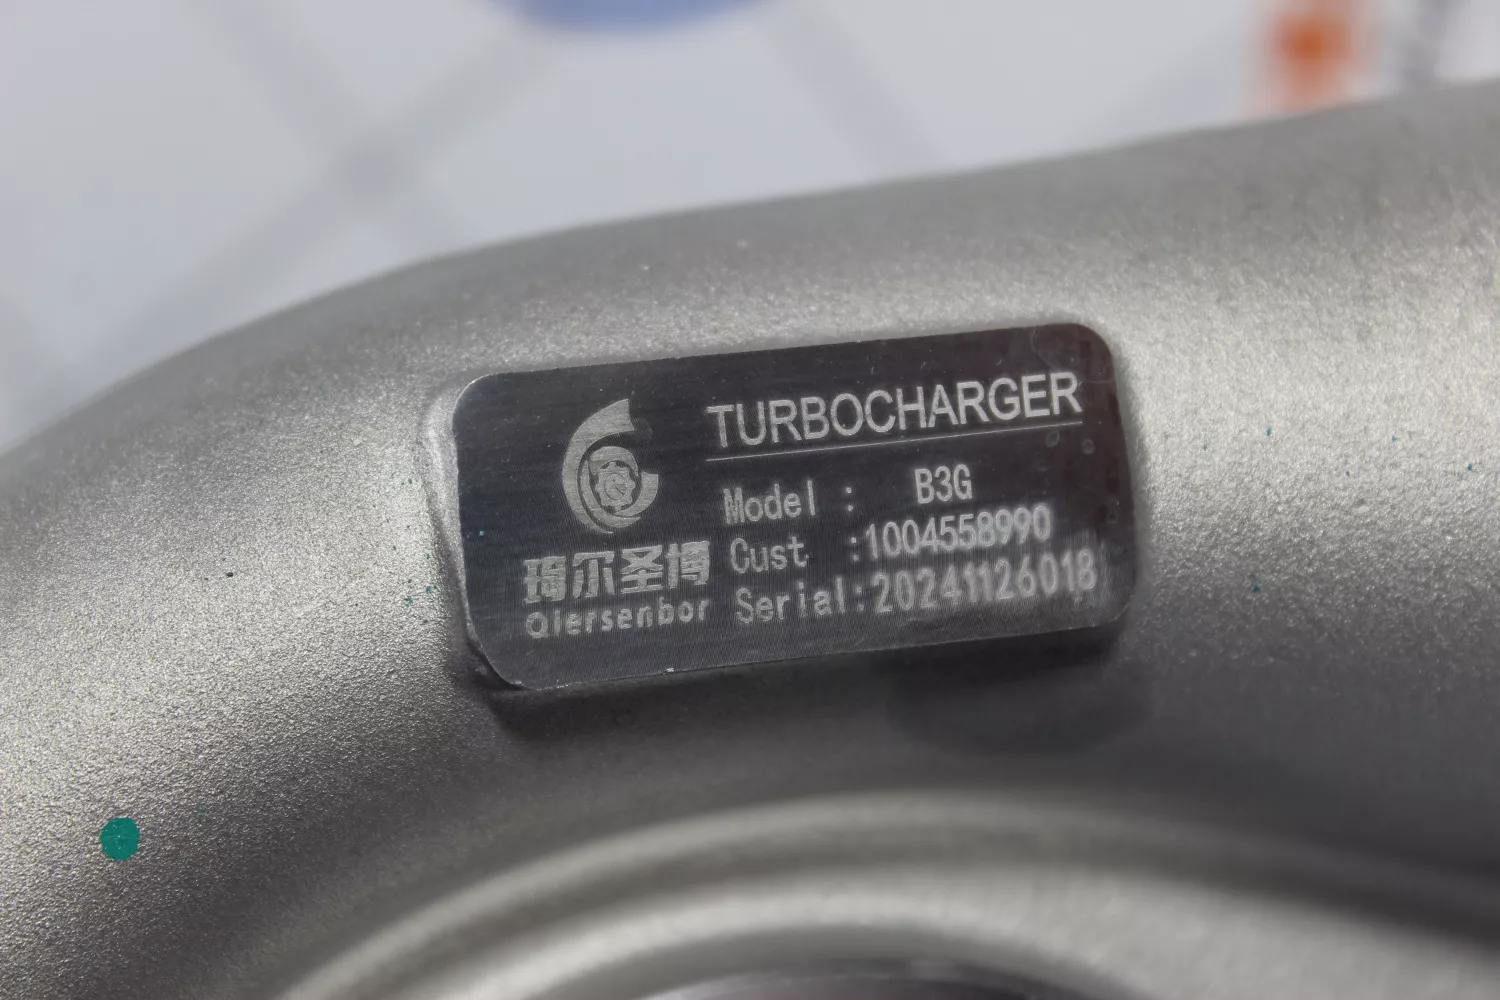 TURBOCHARGER
Model : B3G
Cust :1004558990
Serial:20241126018
琦尔圣博
Qiersenbor